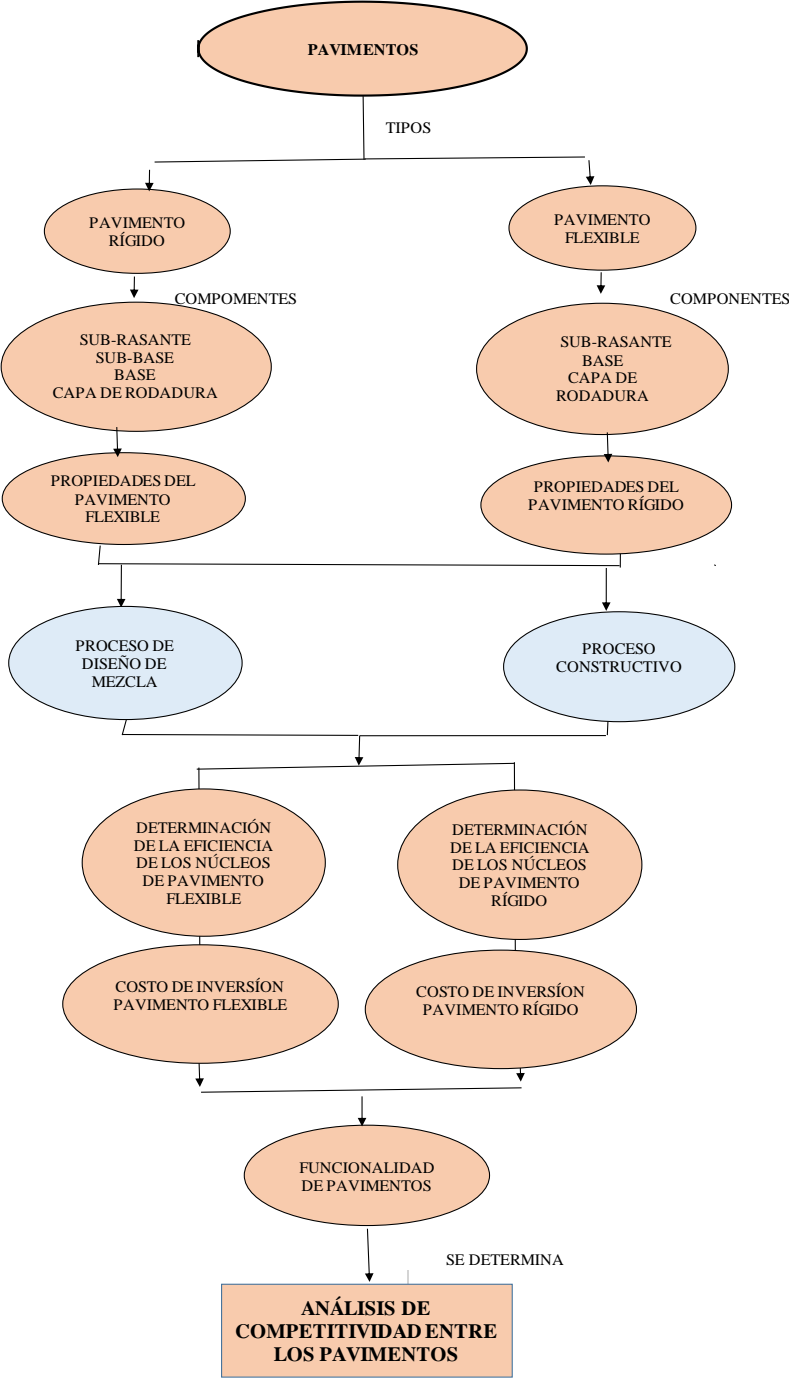 PAVIMENTOS
TIPOS
PAVIMENTO
RÍGIDO
PAVIMENTO
FLEXIBLE
COMPOMENTES
COMPONENTES
SUB-RASANTE
SUB-BASE
BASE
CAPA DE RODADURA
SUB-RASANTE
BASE
CAPA DE
RODADURA
PROPIEDADES DEL
PAVIMENTO
FLEXIBLE
PROPIEDADES DEL
PAVIMENTO RÍGIDO
PROCESO DE
DISEÑO DE
MEZCLA
PROCESO
CONSTRUCTIVO
DETERMINACIÓN
DE LA EFICIENCIA
DE LOS NÚCLEOS
DE PAVIMENTO
FLEXIBLE
DETERMINACIÓN
DE LA EFICIENCIA
DE LOS NÚCLEOS
DE PAVIMENTO
RÍGIDO
COSTO DE INVERSÍON
PAVIMENTO FLEXIBLE
COSTO DE INVERSÍON
PAVIMENTO RÍGIDO
FUNCIONALIDAD
DE PAVIMENTOS
SE DETERMINA
ANÁLISIS DE
COMPETITIVIDAD ENTRE
LOS PAVIMENTOS